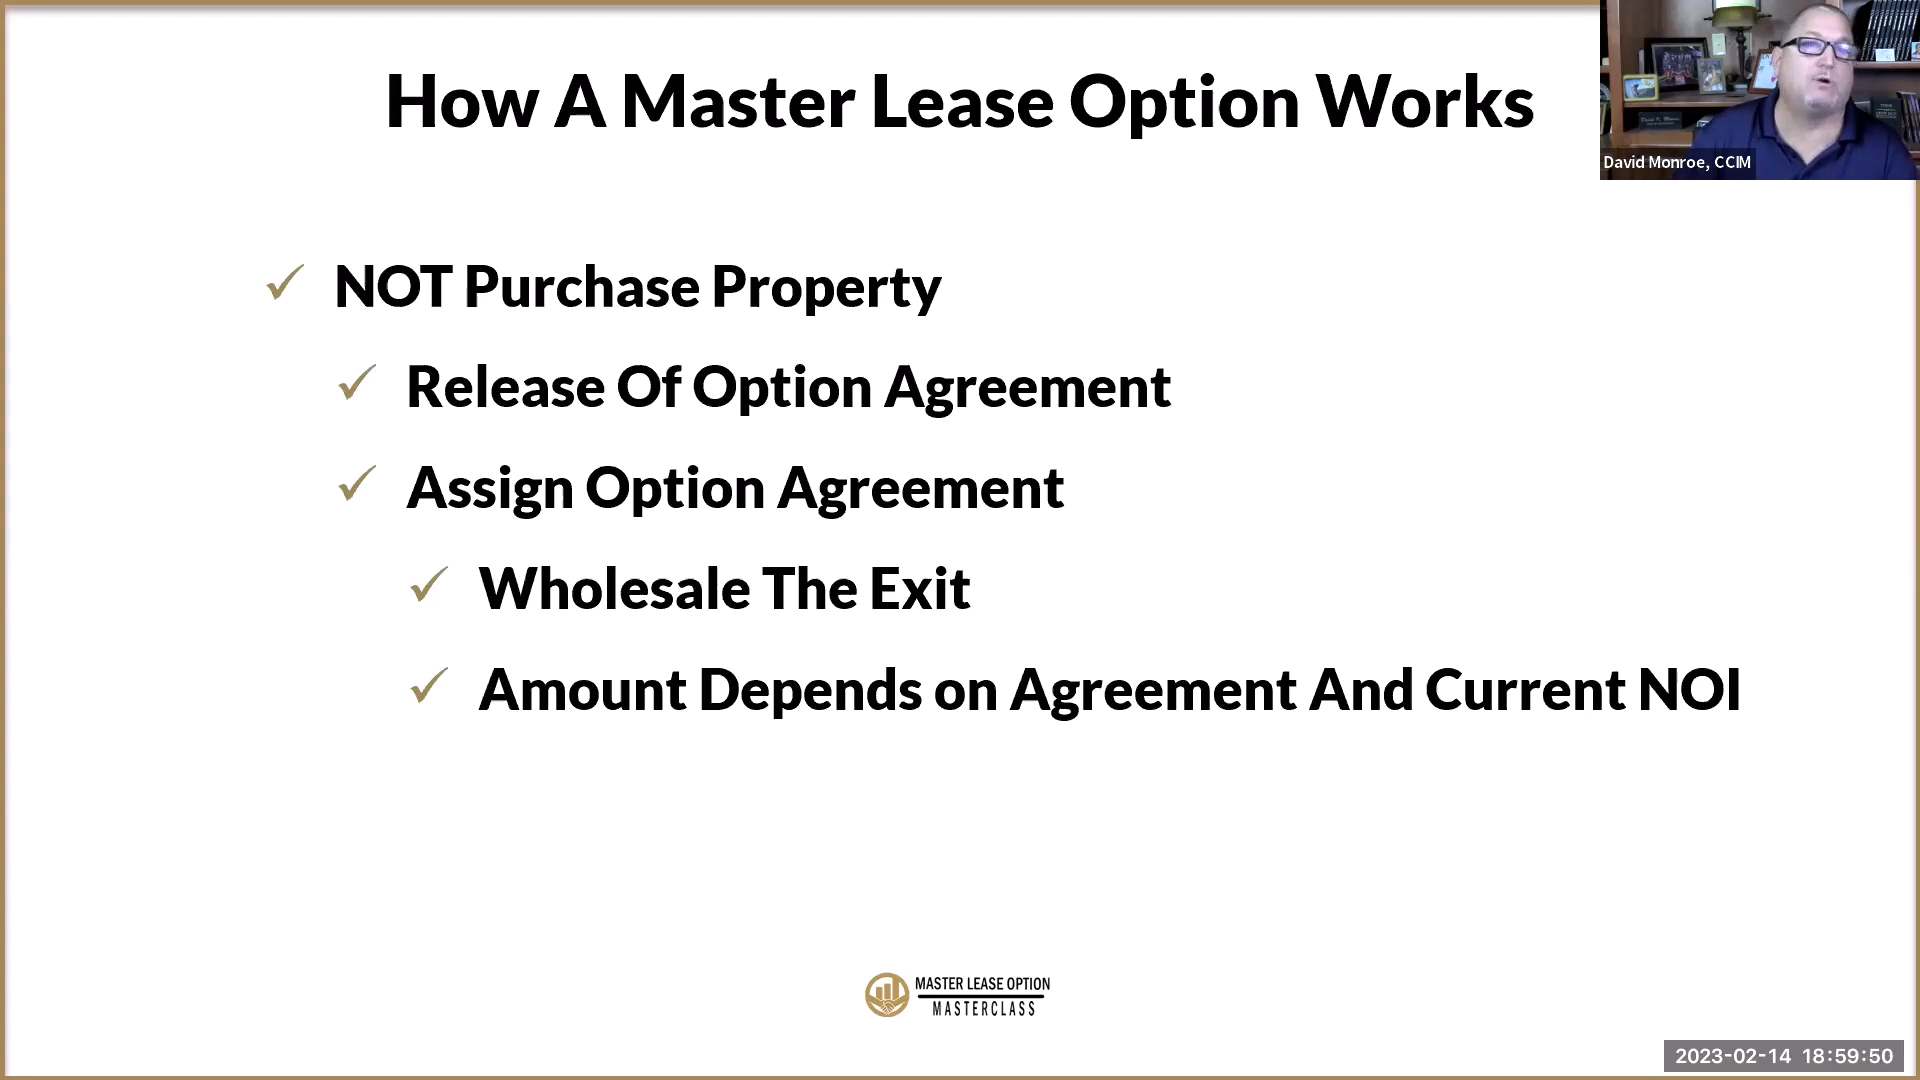 How A Master Lease Option Works
David Monroe, CCIM
NOT Purchase Property
Release Of Option Agreement
Assign Option Agreement
Wholesale The Exit
Amount Depends on Agreement And Current NOI
MASTER LEASE OPTION
MASTERCLASS
2023-02-14 18:59:50